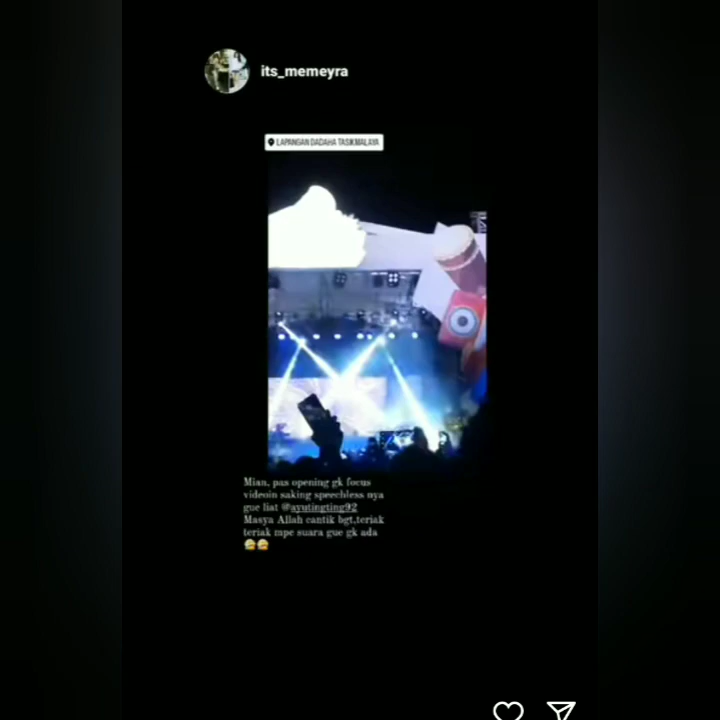 its_memeyra
LAPANGAN DADAHA TASIKMALAYA
Mian, pas opening gk focus
videoin saking speechless nya
gue liat @ayutingting92
Masya Allah cantik bgt,teriak
teriak mpe suara gue gk ada